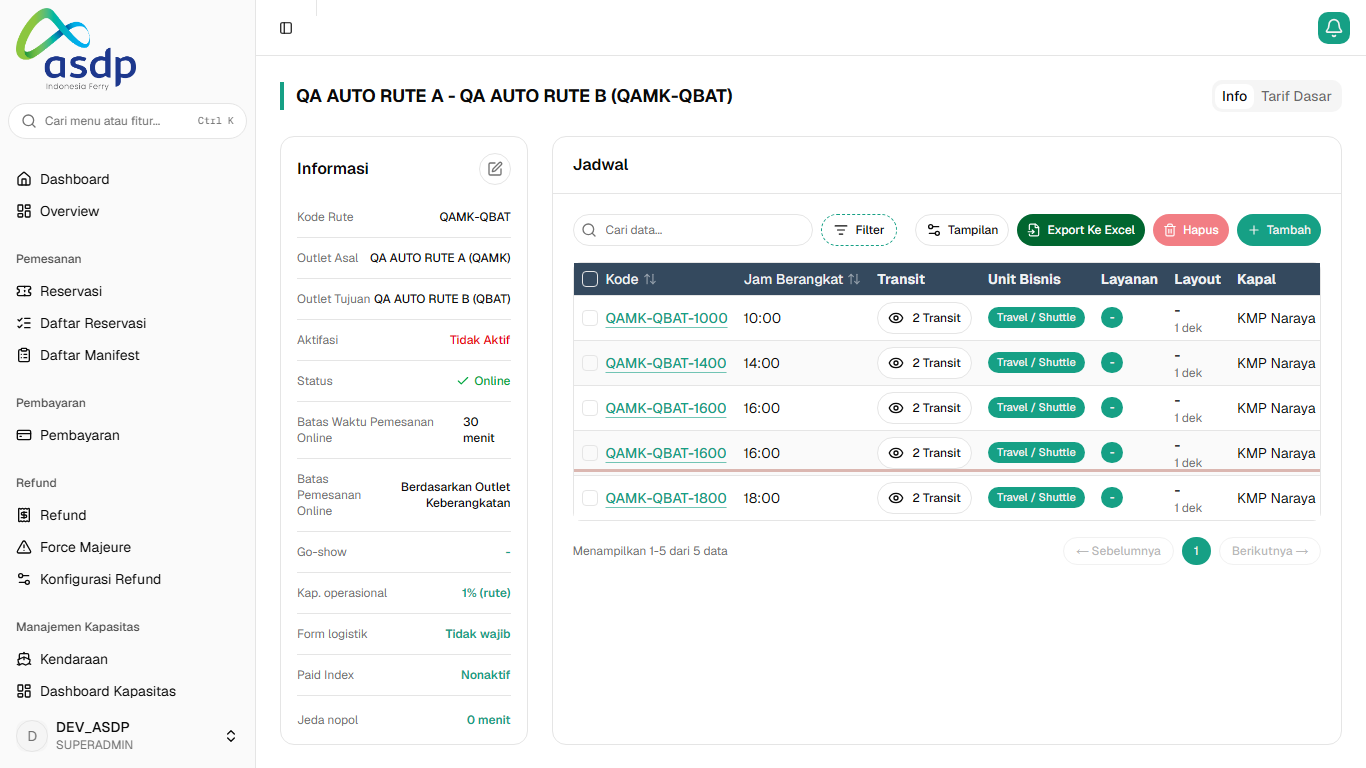 asdp
Indonesia Ferry
Cari menu atau fitur... Ctrl K
Dashboard
Overview
Pemesanan
Reservasi
Daftar Reservasi
Daftar Manifest
Pembayaran
Pembayaran
Refund
Refund
Force Majeure
Konfigurasi Refund
Manajemen Kapasitas
Kendaraan
Dashboard Kapasitas
D
DEV_ASDP
SUPERADMIN
QA AUTO RUTE A - QA AUTO RUTE B (QAMK-QBAT)
Info Tarif Dasar
Informasi
Kode Rute QAMK-QBAT
Outlet Asal QA AUTO RUTE A (QAMK)
Outlet Tujuan QA AUTO RUTE B (QBAT)
Aktifasi Tidak Aktif
Status Online
Batas Waktu Pemesanan Online 30 menit
Batas Pemesanan Online Berdasarkan Outlet Keberangkatan
Go-show -
Kap. operasional 1% (rute)
Form logistik Tidak wajib
Paid Index Nonaktif
Jeda nopol 0 menit
Jadwal
Cari data... Filter Tampilan Export Ke Excel Hapus + Tambah
Kode Jam Berangkat Transit Unit Bisnis Layanan Layout Kapal
QAMK-QBAT-1000 10:00 2 Transit Travel / Shuttle - - 1 dek KMP Naraya
QAMK-QBAT-1400 14:00 2 Transit Travel / Shuttle - - 1 dek KMP Naraya
QAMK-QBAT-1600 16:00 2 Transit Travel / Shuttle - - 1 dek KMP Naraya
QAMK-QBAT-1600 16:00 2 Transit Travel / Shuttle - - 1 dek KMP Naraya
QAMK-QBAT-1800 18:00 2 Transit Travel / Shuttle - - 1 dek KMP Naraya
Menampilkan 1-5 dari 5 data ← Sebelumnya 1 Berikutnya →